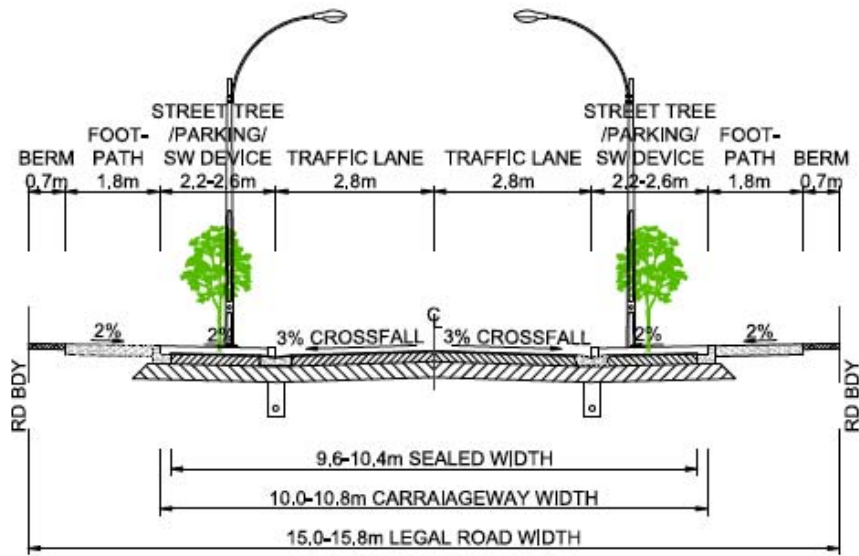 STREET TREE STREET TREE
FOOT- /PARKING/ /PARKING/ FOOT-
BERM PATH SW DEVICE TRAFFIC LANE TRAFFIC LANE SW DEVICE PATH BERM
0.7m 1.8m 2.2-2.6m 2.8m 2.8m 2.2-2.6m 1.8m 0.7m
CL
2% 2% 3% CROSSFALL 3% CROSSFALL 2% 2%
RD BDY RD BDY
9.6-10.4m SEALED WIDTH
10.0-10.8m CARRAIAGEWAY WIDTH
15.0-15.8m LEGAL ROAD WIDTH